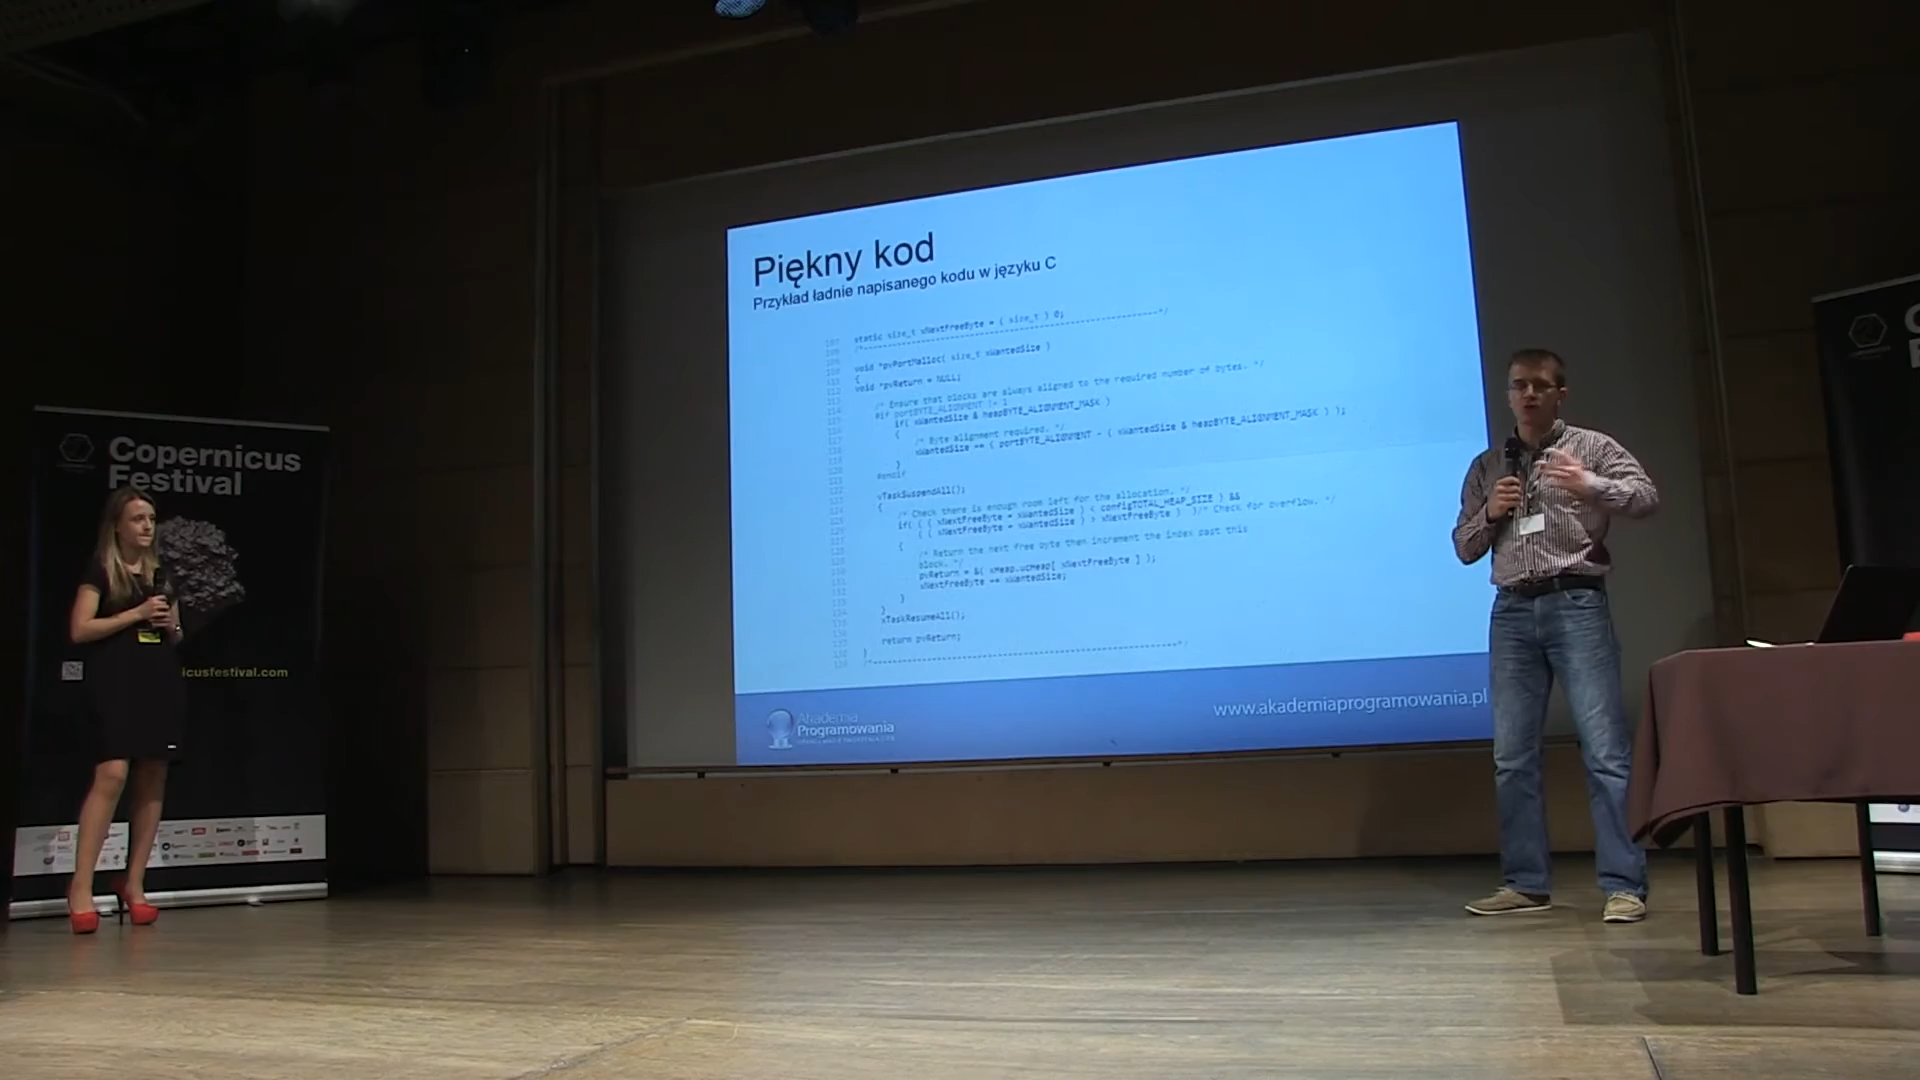 Piękny kod
Przykład ładnie napisanego kodu w języku C
static size_t xNextFreeByte = ( size_t ) 0;
/*-----------------------------------------------------------*/
void *pvPortMalloc( size_t xWantedSize )
{
void *pvReturn = NULL;
/* Ensure that blocks are always aligned to the required number of bytes. */
#if portBYTE_ALIGNMENT != 1
if( xWantedSize & heapBYTE_ALIGNMENT_MASK )
{
/* Byte alignment required. */
xWantedSize += ( portBYTE_ALIGNMENT - ( xWantedSize & heapBYTE_ALIGNMENT_MASK ) );
}
#endif
vTaskSuspendAll();
{
/* Check there is enough room left for the allocation. */
if( ( ( xNextFreeByte + xWantedSize ) < configTOTAL_HEAP_SIZE ) &&
( ( xNextFreeByte + xWantedSize ) > xNextFreeByte ) )/* Check for overflow. */
{
/* Return the next free byte then increment the index past this
block. */
pvReturn = &( xHeap.ucHeap[ xNextFreeByte ] );
xNextFreeByte += xWantedSize;
}
}
xTaskResumeAll();
return pvReturn;
}
/*-----------------------------------------------------------*/
Akademia
Programowania
www.akademiaprogramowania.pl
Copernicus
Festival
icusfestival.com